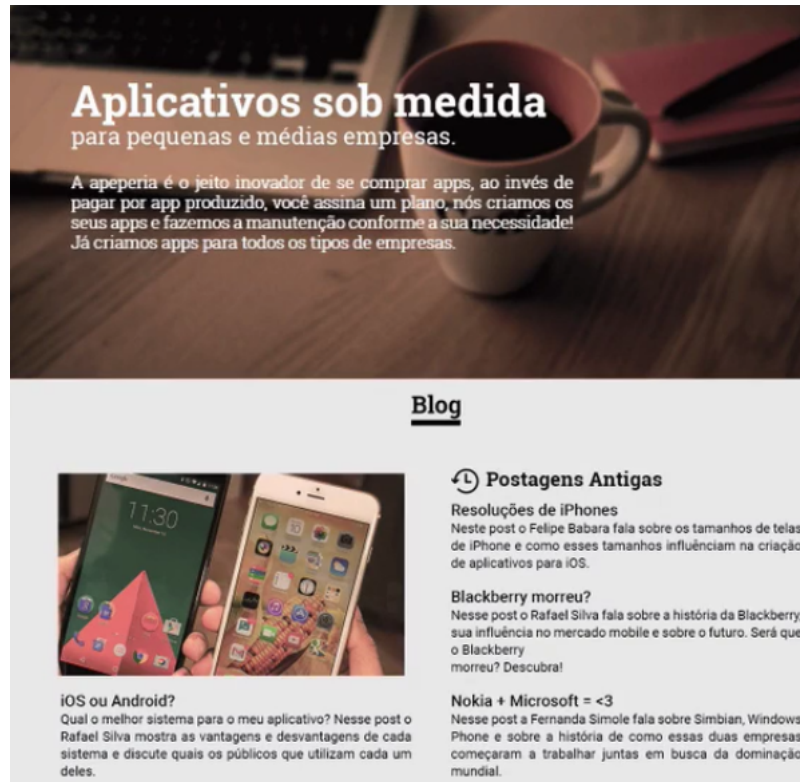 Aplicativos sob medida
para pequenas e médias empresas.
A apeperia é o jeito inovador de se comprar apps, ao invés de
pagar por app produzido, você assina um plano, nós criamos os
seus apps e fazemos a manutenção conforme a sua necessidade!
Já criamos apps para todos os tipos de empresas.
Blog
11:30
iOS ou Android?
Qual o melhor sistema para o meu aplicativo? Nesse post o
Rafael Silva mostra as vantagens e desvantagens de cada
sistema e discute quais os públicos que utilizam cada um
deles.
Postagens Antigas
Resoluções de iPhones
Neste post o Felipe Babara fala sobre os tamanhos de telas
de iPhone e como esses tamanhos influênciam na criação
de aplicativos para iOS.
Blackberry morreu?
Nesse post o Rafael Silva fala sobre a história da Blackberry,
sua influência no mercado mobile e sobre o futuro. Será que
o Blackberry
morreu? Descubra!
Nokia + Microsoft = <3
Nesse post a Fernanda Simole fala sobre Simbian, Windows
Phone e sobre a história de como essas duas empresas
começaram a trabalhar juntas em busca da dominação
mundial.